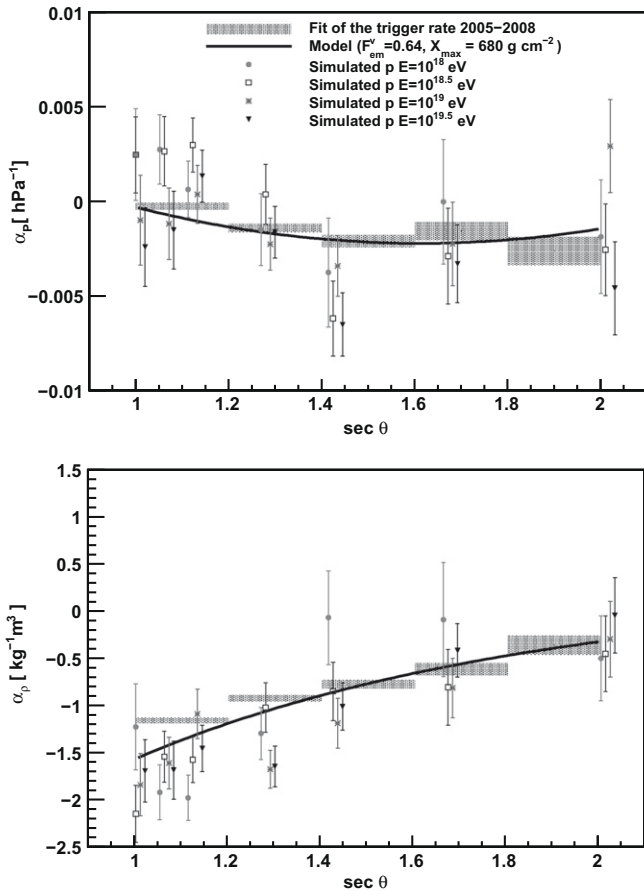 Fit of the trigger rate 2005−2008
Model (F^v_em=0.64, X_max = 680 g cm^−2)
Simulated p E=10^18 eV
Simulated p E=10^18.5 eV
Simulated p E=10^19 eV
Simulated p E=10^19.5 eV
0.01
0.005
0
−0.005
−0.01
α_P[ hPa^−1]
1 1.2 1.4 1.6 1.8 2
sec θ
1.5
1
0.5
0
−0.5
−1
−1.5
−2
−2.5
α_ρ [ kg^−1m^3]
1 1.2 1.4 1.6 1.8 2
sec θ